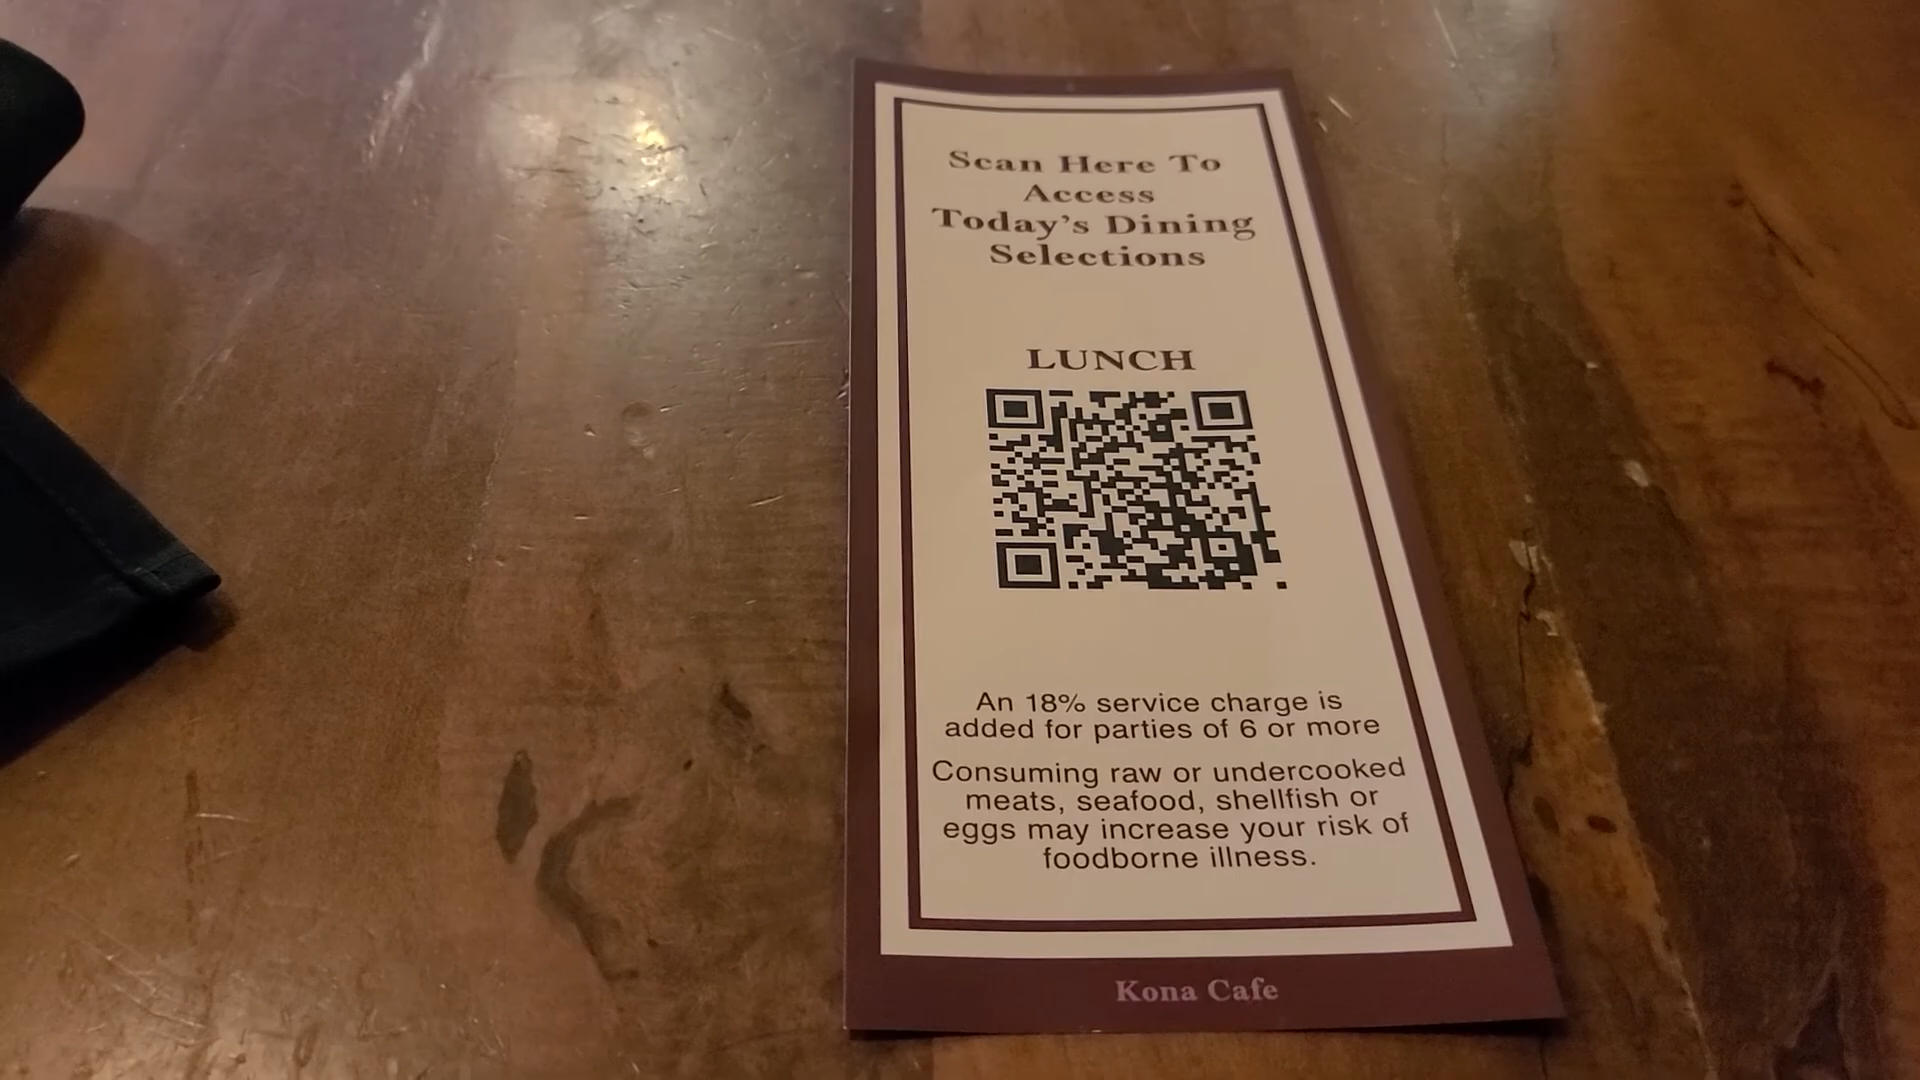 Scan Here To
Access
Today's Dining
Selections
LUNCH
An 18% service charge is
added for parties of 6 or more
Consuming raw or undercooked
meats, seafood, shellfish or
eggs may increase your risk of
foodborne illness.
Kona Cafe